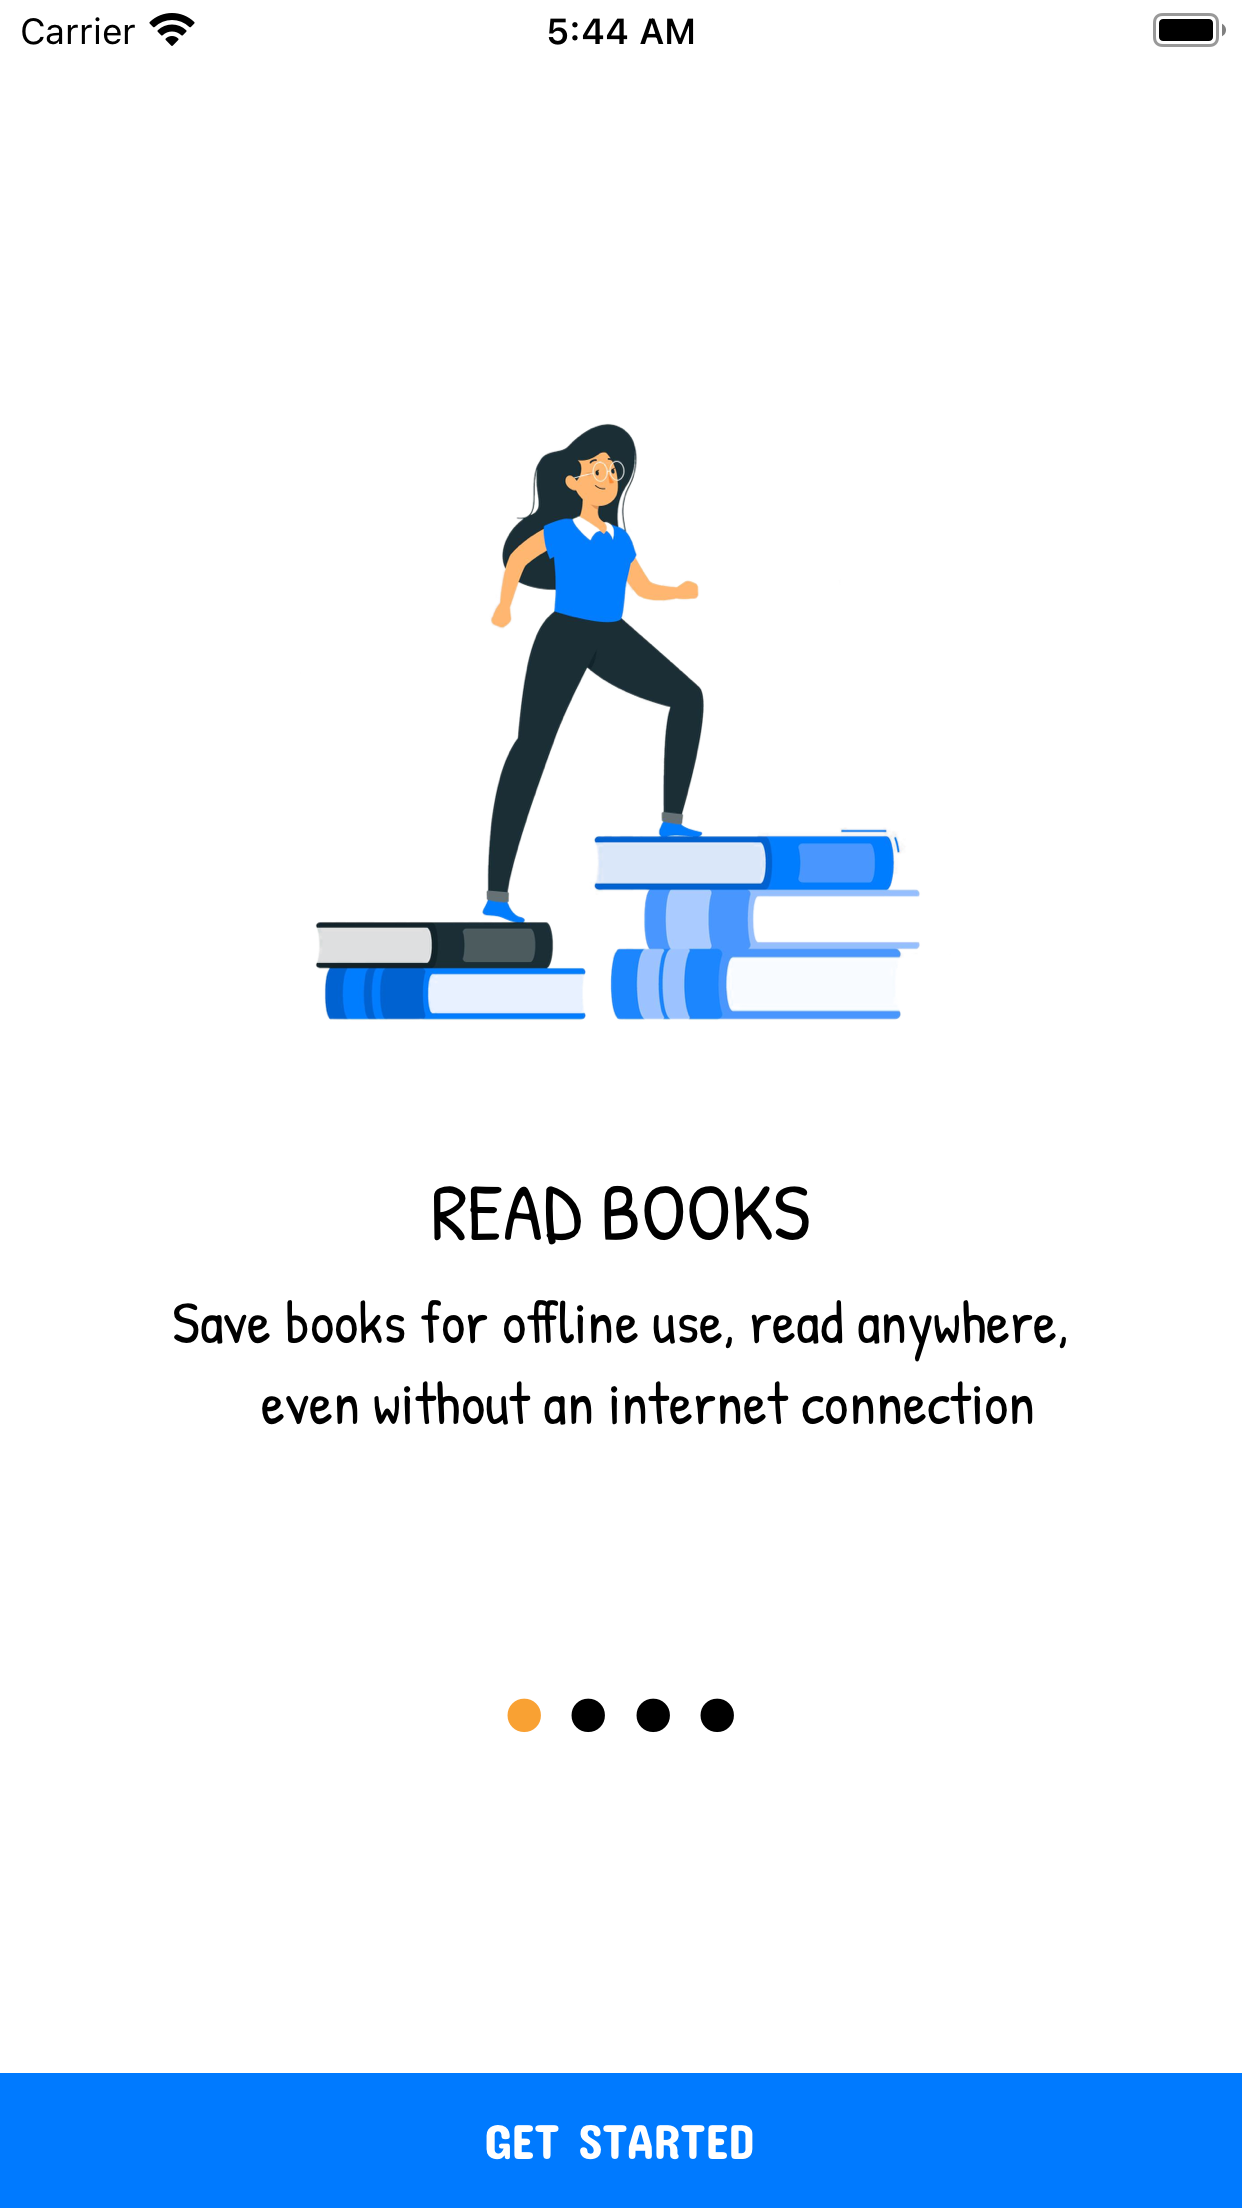 Carrier 5:44 AM
READ BOOKS
Save books for offline use, read anywhere,
even without an internet connection
GET STARTED